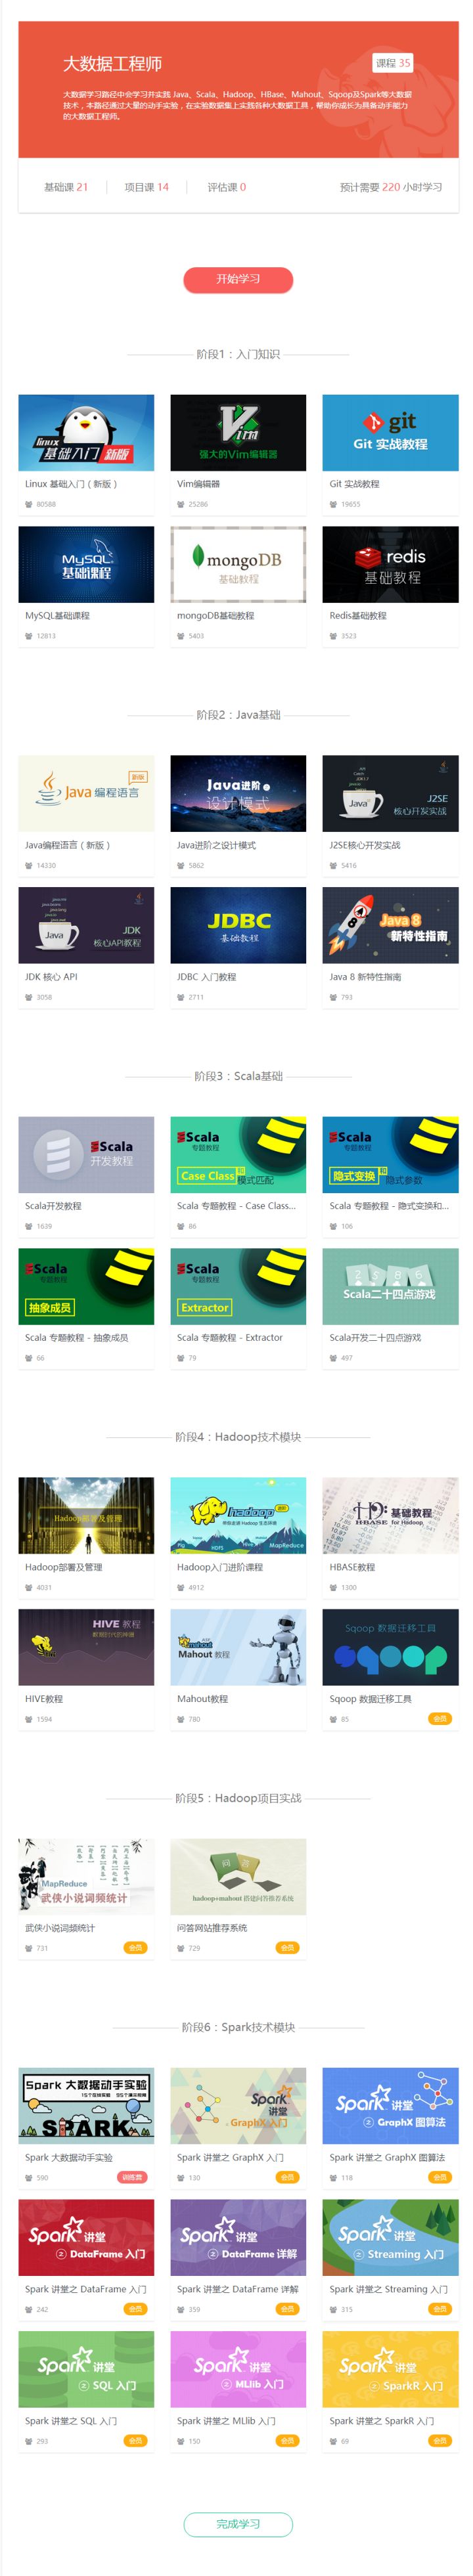 大数据工程师
课程 35
大数据学习路径中会学习并实践 Java、Scala、Hadoop、HBase、Mahout、Sqoop及Spark等大数据
技术，本路径通过大量的动手实验，在实验数据集上实践各种大数据工具，帮助你成长为具备动手能力
的大数据工程师。
基础课 21 项目课 14 评估课 0 预计需要 220 小时学习
开始学习
阶段1：入门知识
linux
基础入门 新版
Vim
强大的Vim编辑器
git
Git 实战教程
Linux 基础入门（新版）
Vim编辑器
Git 实战教程
80588
25286
19655
MySQL
基础课程
mongoDB
基础教程
redis
基础教程
MySQL基础课程
mongoDB基础教程
Redis基础教程
12813
5403
3523
阶段2：Java基础
新版
Java 编程语言
Java进阶之
设计模式
Java
J2SE
核心开发实战
Java编程语言（新版）
Java进阶之设计模式
J2SE核心开发实战
14330
5862
5416
Java
JDK
核心API教程
JDBC
基础教程
Java 8
新特性指南
JDK 核心 API
JDBC 入门教程
Java 8 新特性指南
3058
2711
793
阶段3：Scala基础
Scala
开发教程
Scala
专题教程
Case Class
和
模式匹配
Scala
专题教程
隐式变换
和
隐式参数
Scala开发教程
Scala 专题教程 - Case Class...
Scala 专题教程 - 隐式变换和...
1639
86
106
Scala
专题教程
抽象成员
Scala
专题教程
Extractor
2 5 8 6
Scala二十四点游戏
Scala 专题教程 - 抽象成员
Scala 专题教程 - Extractor
Scala开发二十四点游戏
66
79
497
阶段4：Hadoop技术模块
Hadoop部署及管理
hadoop
Pig
HDFS
MapReduce
HD:
HBASE
基础教程
for Hadoop
Hadoop部署及管理
Hadoop入门进阶课程
HBASE教程
4031
4912
1300
HIVE 教程
mahout
Mahout 教程
Sqoop 数据迁移工具
HIVE教程
Mahout教程
Sqoop 数据迁移工具
1594
780
85
会员
阶段5：Hadoop项目实战
MapReduce
武侠小说词频统计
问 答
hadoop+mahout 搭建问答推荐系统
武侠小说词频统计
问答网站推荐系统
731
会员
729
会员
阶段6：Spark技术模块
Spark 大数据动手实验
SPARK
Spark
讲堂
GraphX 入门
Spark 讲堂
② GraphX 图算法
Spark 大数据动手实验
Spark 讲堂之 GraphX 入门
Spark 讲堂之 GraphX 图算法
590
训练营
130
会员
118
会员
Spark 讲堂
② DataFrame 入门
Spark 讲堂
② DataFrame 详解
Spark 讲堂
② Streaming 入门
Spark 讲堂之 DataFrame 入门
Spark 讲堂之 DataFrame 详解
Spark 讲堂之 Streaming 入门
242
会员
359
会员
315
会员
Spark 讲堂
② SQL 入门
Spark 讲堂
② MLlib 入门
Spark 讲堂
② SparkR 入门
Spark 讲堂之 SQL 入门
Spark 讲堂之 MLlib 入门
Spark 讲堂之 SparkR 入门
293
会员
150
会员
69
会员
完成学习